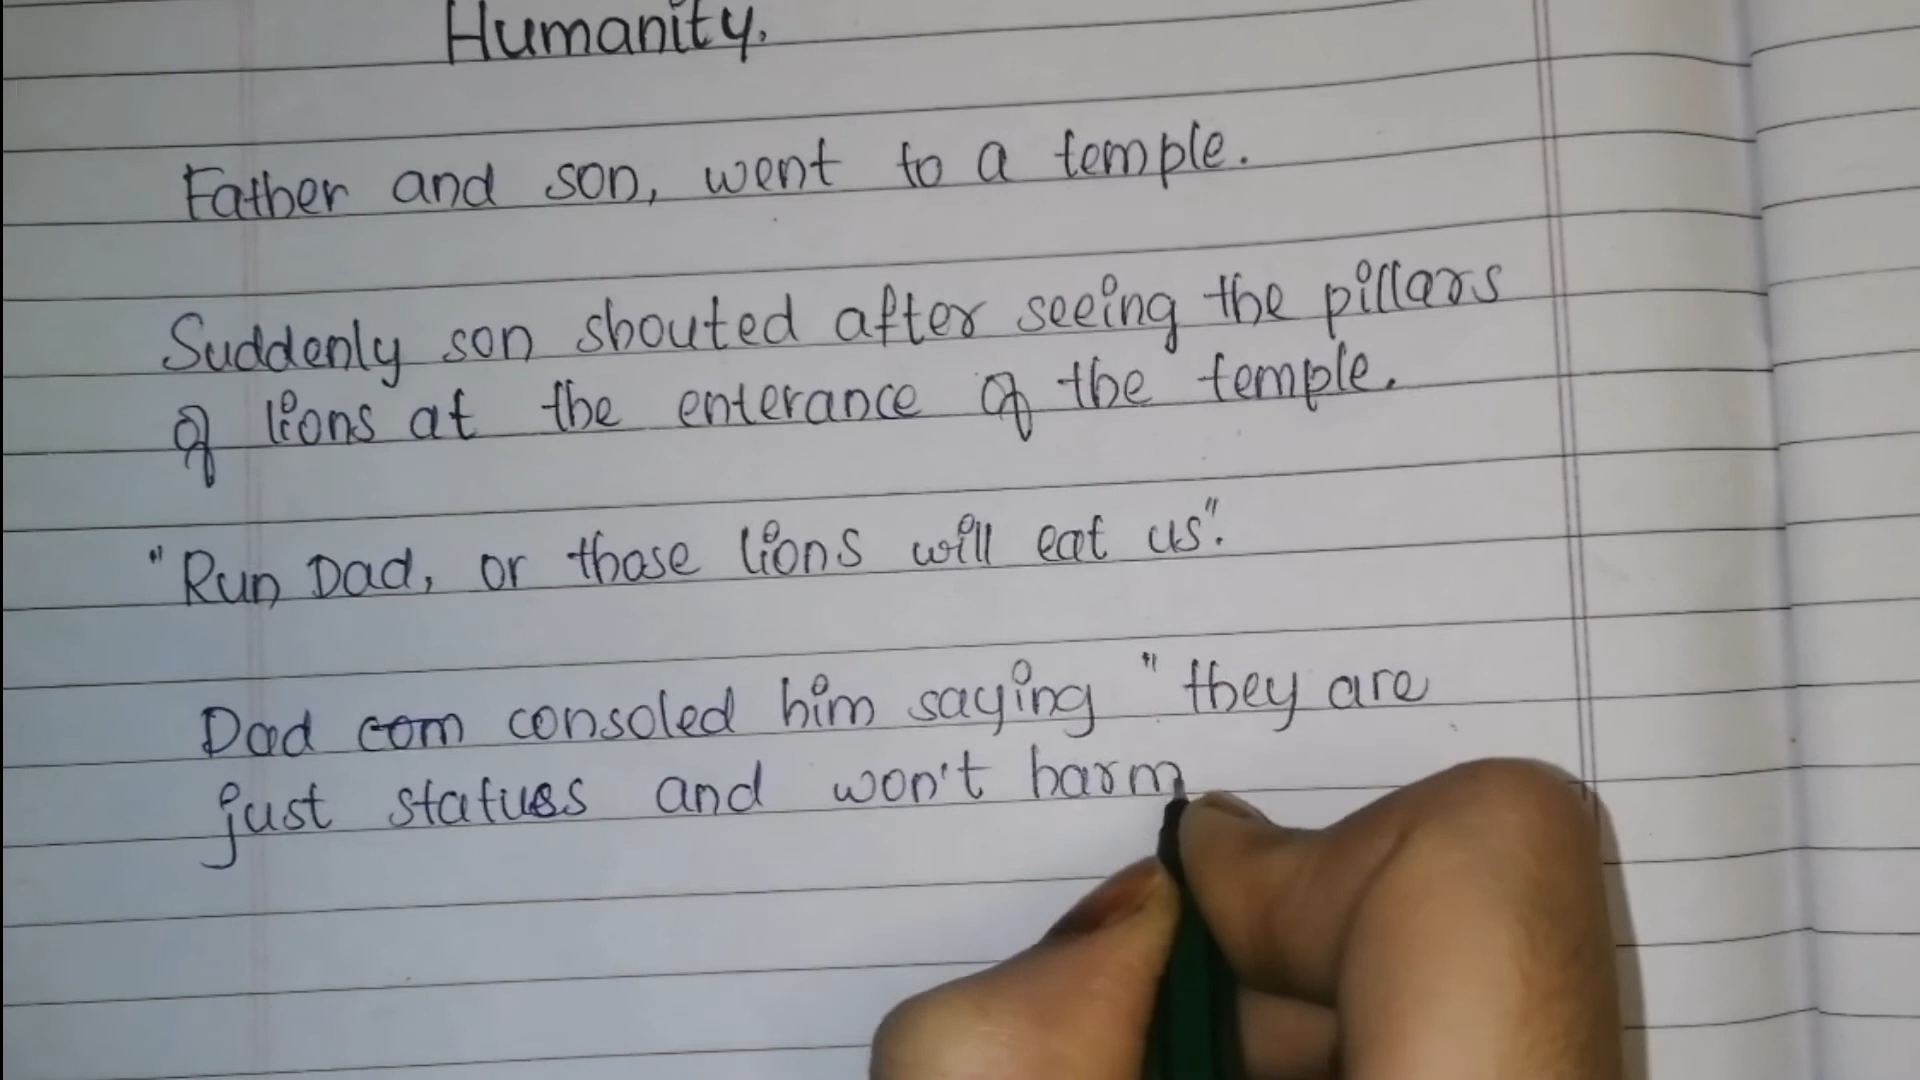 Humanity.
Father and son, went to a temple.
Suddenly son shouted after seeing the pillars
of lions at the enterance of the temple.
"Run Dad, or those lions will eat us".
Dad com consoled him saying "they are
just statues and won't harm